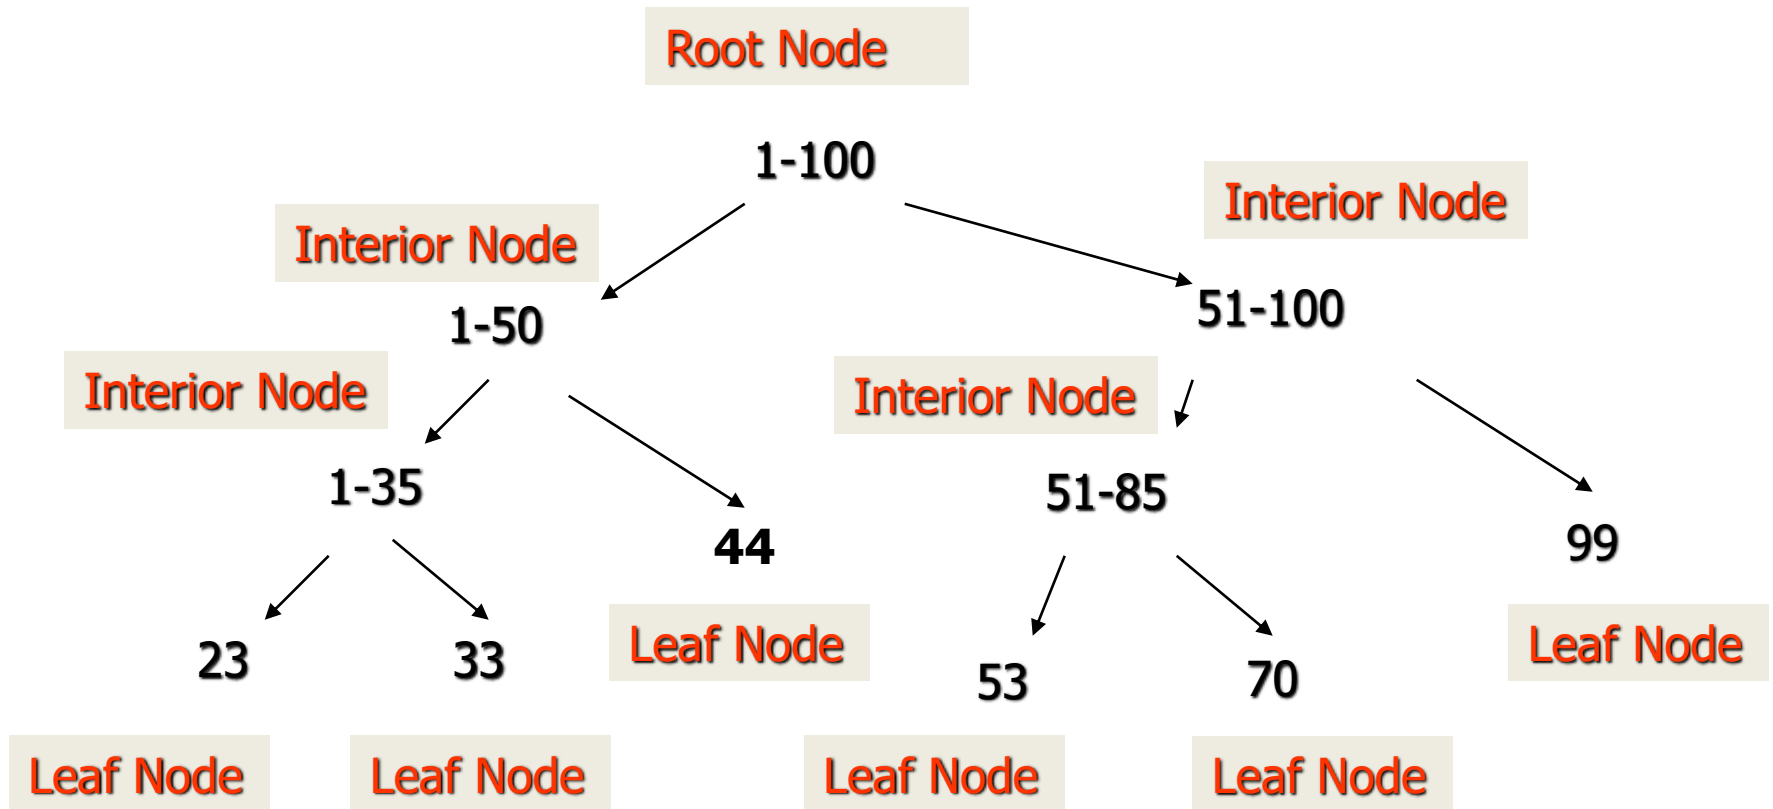 Root Node
1-100
Interior Node
Interior Node
1-50
51-100
Interior Node
Interior Node
1-35
51-85
44
99
23
33
Leaf Node
53
70
Leaf Node
Leaf Node
Leaf Node
Leaf Node
Leaf Node